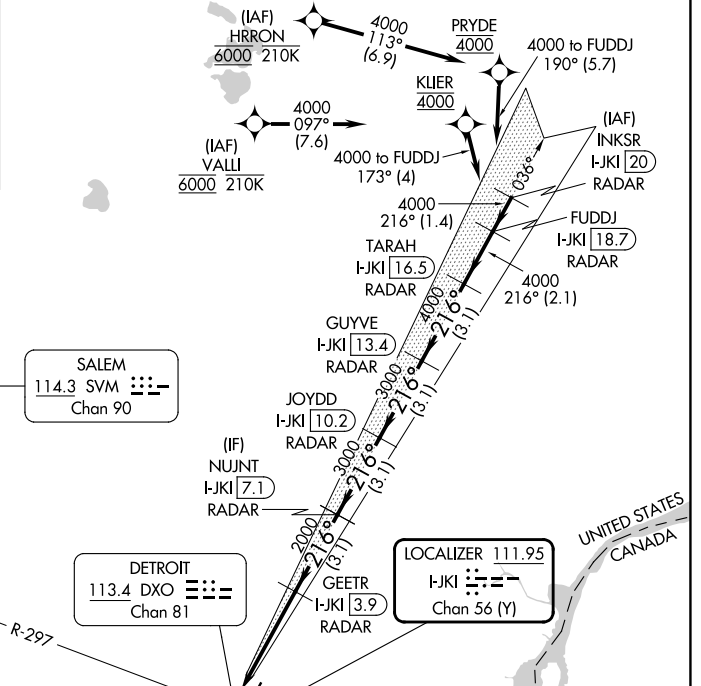 (IAF)
HRRON
6000 210K
4000
113°
(6.9)
PRYDE
4000
4000 to FUDDJ
190° (5.7)
KLIER
4000
4000
097°
(7.6)
(IAF)
VALLI
6000 210K
4000 to FUDDJ
173° (4)
(IAF)
INKSR
I-JKI 20
RADAR
036°
4000
216° (1.4)
FUDDJ
I-JKI 18.7
RADAR
TARAH
I-JKI 16.5
RADAR
4000
216° (2.1)
4000
216°
(3.1)
GUYVE
I-JKI 13.4
RADAR
3000
216°
(3.1)
SALEM
114.3 SVM
Chan 90
JOYDD
I-JKI 10.2
RADAR
3000
216°
(3.1)
(IF)
NUJNT
I-JKI 7.1
RADAR
2000
216°
(3.1)
UNITED STATES
CANADA
LOCALIZER 111.95
I-JKI
Chan 56 (Y)
DETROIT
113.4 DXO
Chan 81
GEETR
I-JKI 3.9
RADAR
R-297